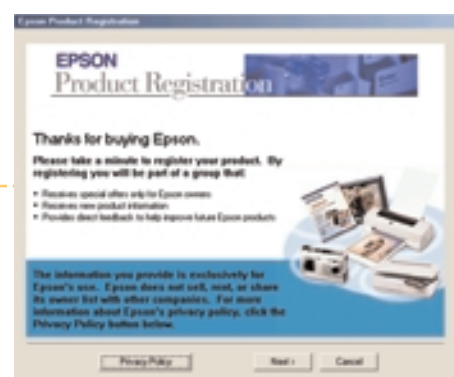 Epson Product Registration
EPSON
Product Registration
Thanks for buying Epson.
Please take a minute to register your product. By
registering you will be part of a group that:
• Receives special offers only for Epson owners
• Receives new product information
• Provides direct feedback to help improve future Epson products
The information you provide is exclusively for
Epson's use. Epson does not sell, rent, or share
its owner list with other companies. For more
information about Epson's privacy policy, click the
Privacy Policy button below.
Privacy Policy
Next >
Cancel